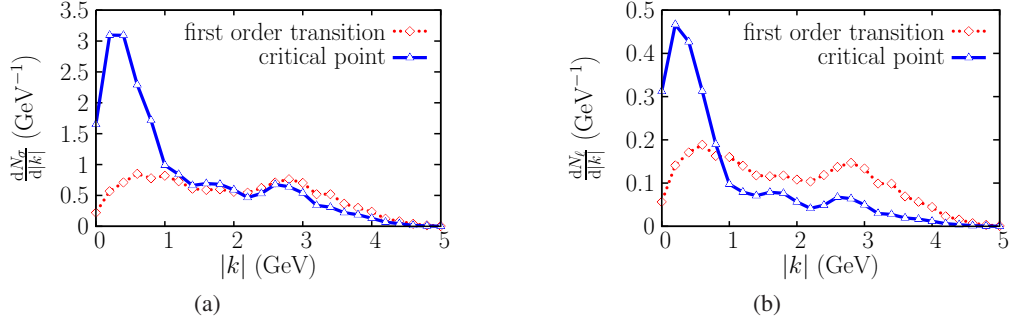 3.5
3
2.5
2
1.5
1
0.5
0
0 1 2 3 4 5
dNσ/d|k| (GeV⁻¹)
|k| (GeV)
first order transition
critical point
(a)
0.5
0.4
0.3
0.2
0.1
0
0 1 2 3 4 5
dNℓ/d|k| (GeV⁻¹)
|k| (GeV)
first order transition
critical point
(b)